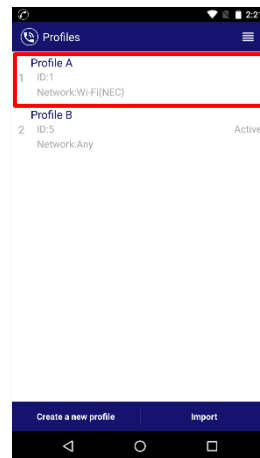 2:2
Profiles
Profile A
1 ID:1
Network:Wi-Fi(NEC)
Profile B
2 ID:5 Active
Network:Any
Create a new profile Import